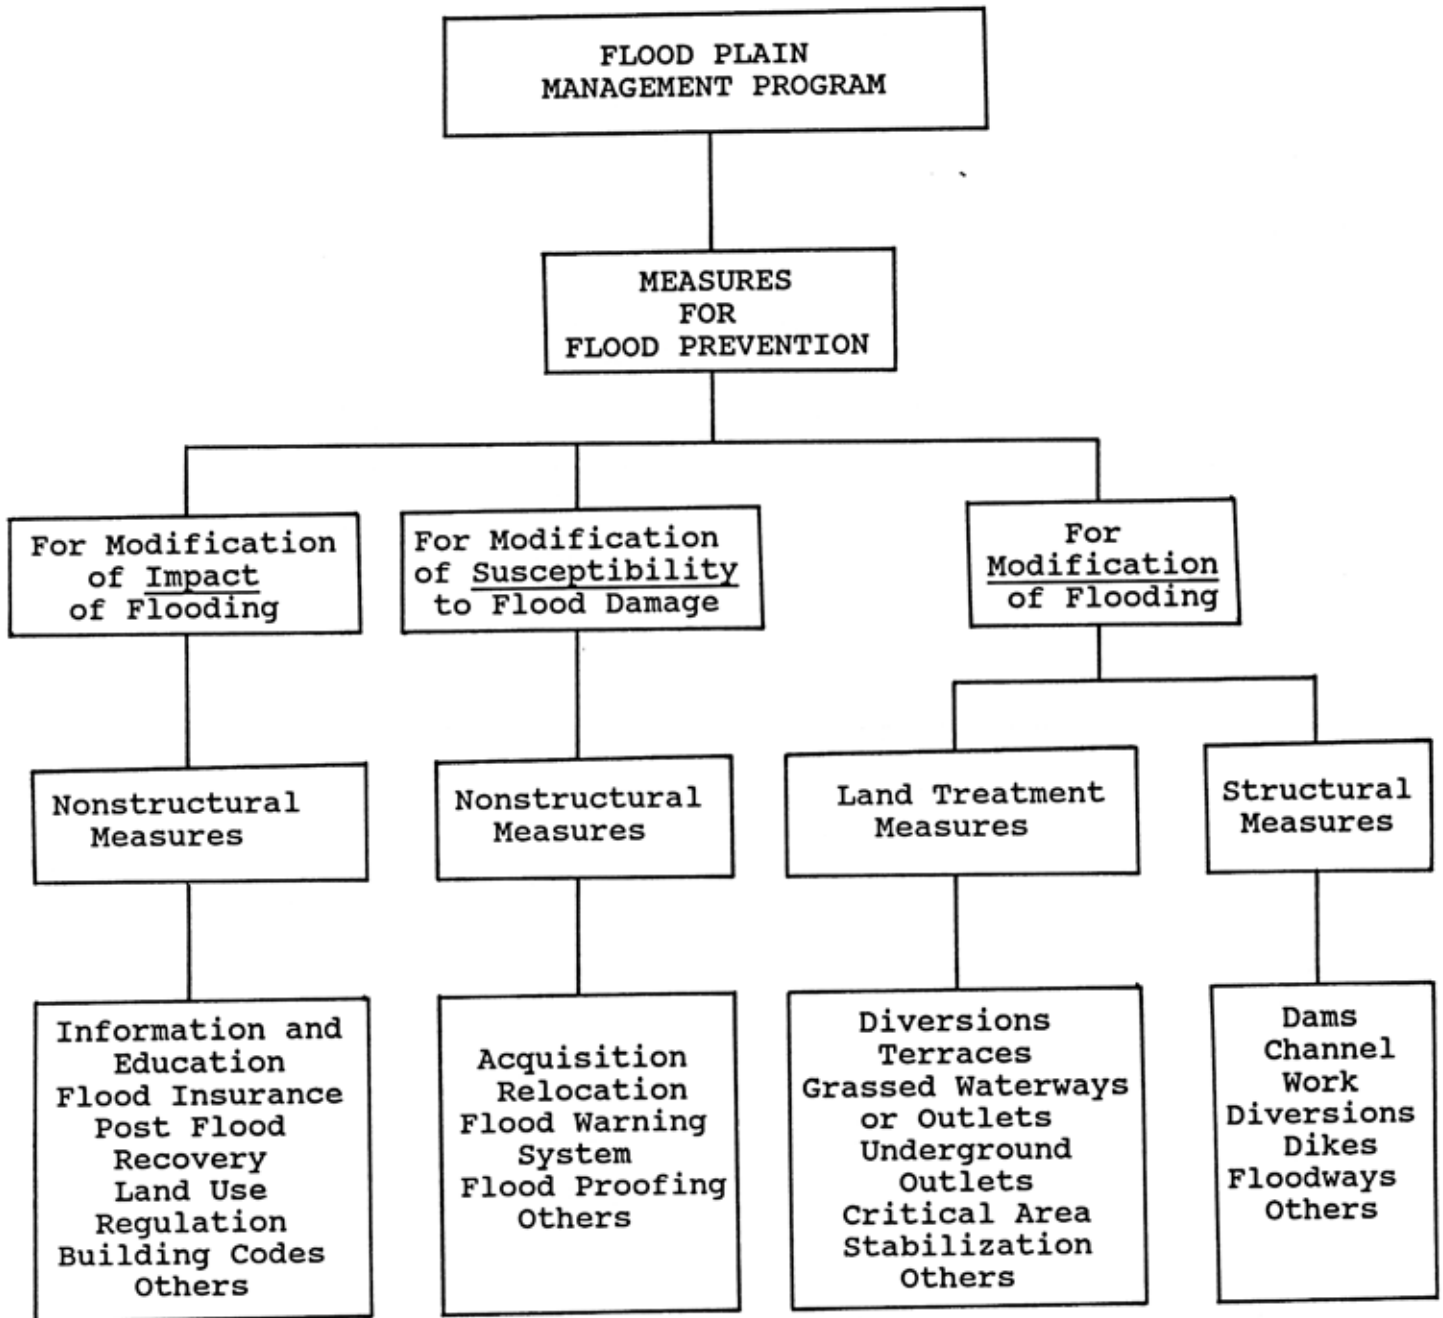 FLOOD PLAIN
MANAGEMENT PROGRAM
MEASURES
FOR
FLOOD PREVENTION
For Modification
of Impact
of Flooding
For Modification
of Susceptibility
to Flood Damage
For
Modification
of Flooding
Nonstructural
Measures
Nonstructural
Measures
Land Treatment
Measures
Structural
Measures
Information and
Education
Flood Insurance
Post Flood
Recovery
Land Use
Regulation
Building Codes
Others
Acquisition
Relocation
Flood Warning
System
Flood Proofing
Others
Diversions
Terraces
Grassed Waterways
or Outlets
Underground
Outlets
Critical Area
Stabilization
Others
Dams
Channel
Work
Diversions
Dikes
Floodways
Others